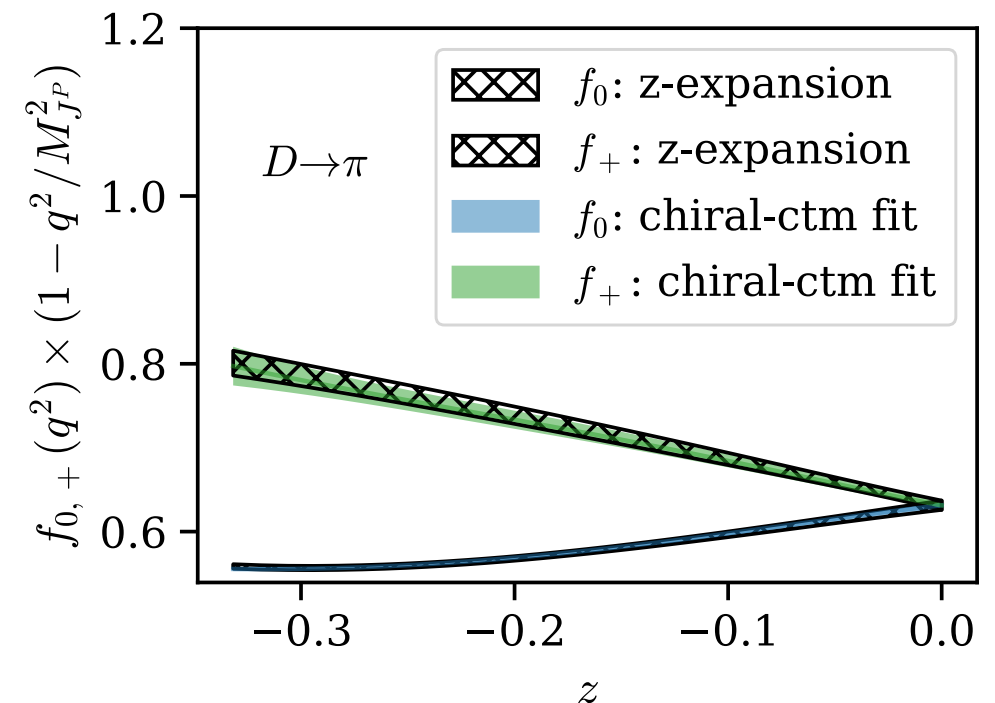 1.2
1.0
0.8
0.6
f₀,₊(q²) × (1 − q²/M²_{J^P})
D→π
f₀: z-expansion
f₊: z-expansion
f₀: chiral-ctm fit
f₊: chiral-ctm fit
−0.3 −0.2 −0.1 0.0
z